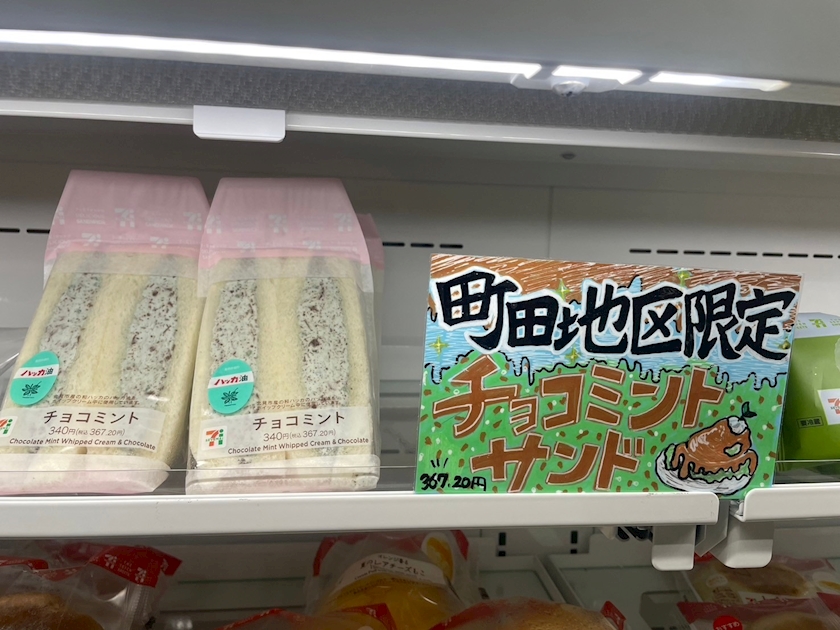 ハッカ油
チョコミント
340円(税込367.20円)
Chocolate Mint Whipped Cream & Chocolate
ハッカ油
チョコミント
340円(税込367.20円)
Chocolate Mint Whipped Cream & Chocolate
町田地区限定
チョコミント
サンド
367.20円